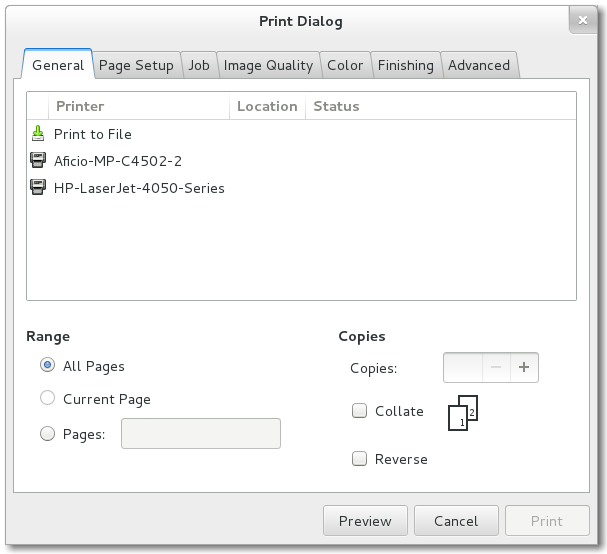 Print Dialog
General Page Setup Job Image Quality Color Finishing Advanced
Printer Location Status
Print to File
Aficio-MP-C4502-2
HP-LaserJet-4050-Series
Range
All Pages
Current Page
Pages:
Copies
Copies:
Collate
1
2
Reverse
Preview Cancel Print